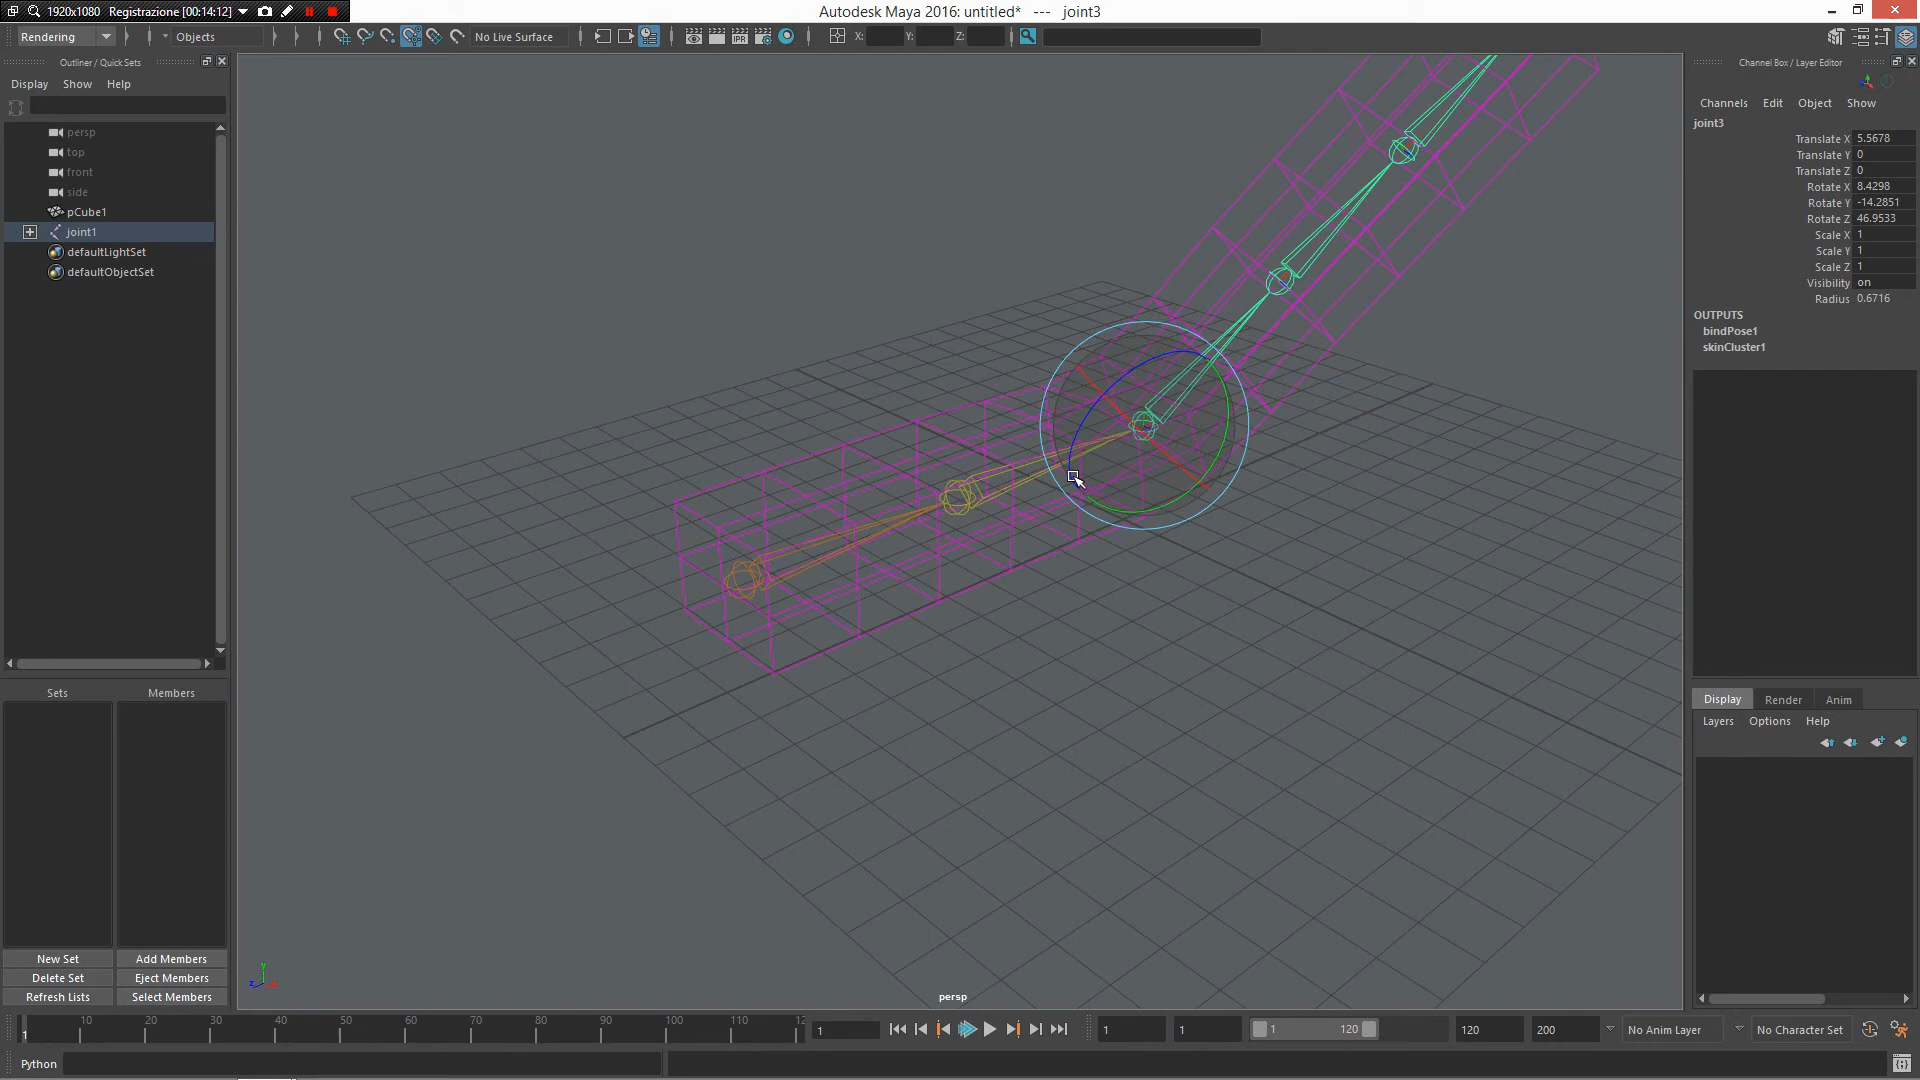 1920x1080 Registrazione [00:14:12]
Autodesk Maya 2016: untitled* --- joint3
Rendering Objects No Live Surface IPR X: Y: Z:
Outliner / Quick Sets
Display Show Help
persp
top
front
side
pCube1
joint1
defaultLightSet
defaultObjectSet
Sets Members
New Set Add Members
Delete Set Eject Members
Refresh Lists Select Members
y
z
persp
Channel Box / Layer Editor
Channels Edit Object Show
joint3
Translate X 5.5678
Translate Y 0
Translate Z 0
Rotate X 8.4298
Rotate Y -14.2851
Rotate Z 46.9533
Scale X 1
Scale Y 1
Scale Z 1
Visibility on
Radius 0.6716
OUTPUTS
bindPose1
skinCluster1
Display Render Anim
Layers Options Help
1 10 20 30 40 50 60 70 80 90 100 110 12
1 1 1 1 120 120 200 No Anim Layer No Character Set
Python